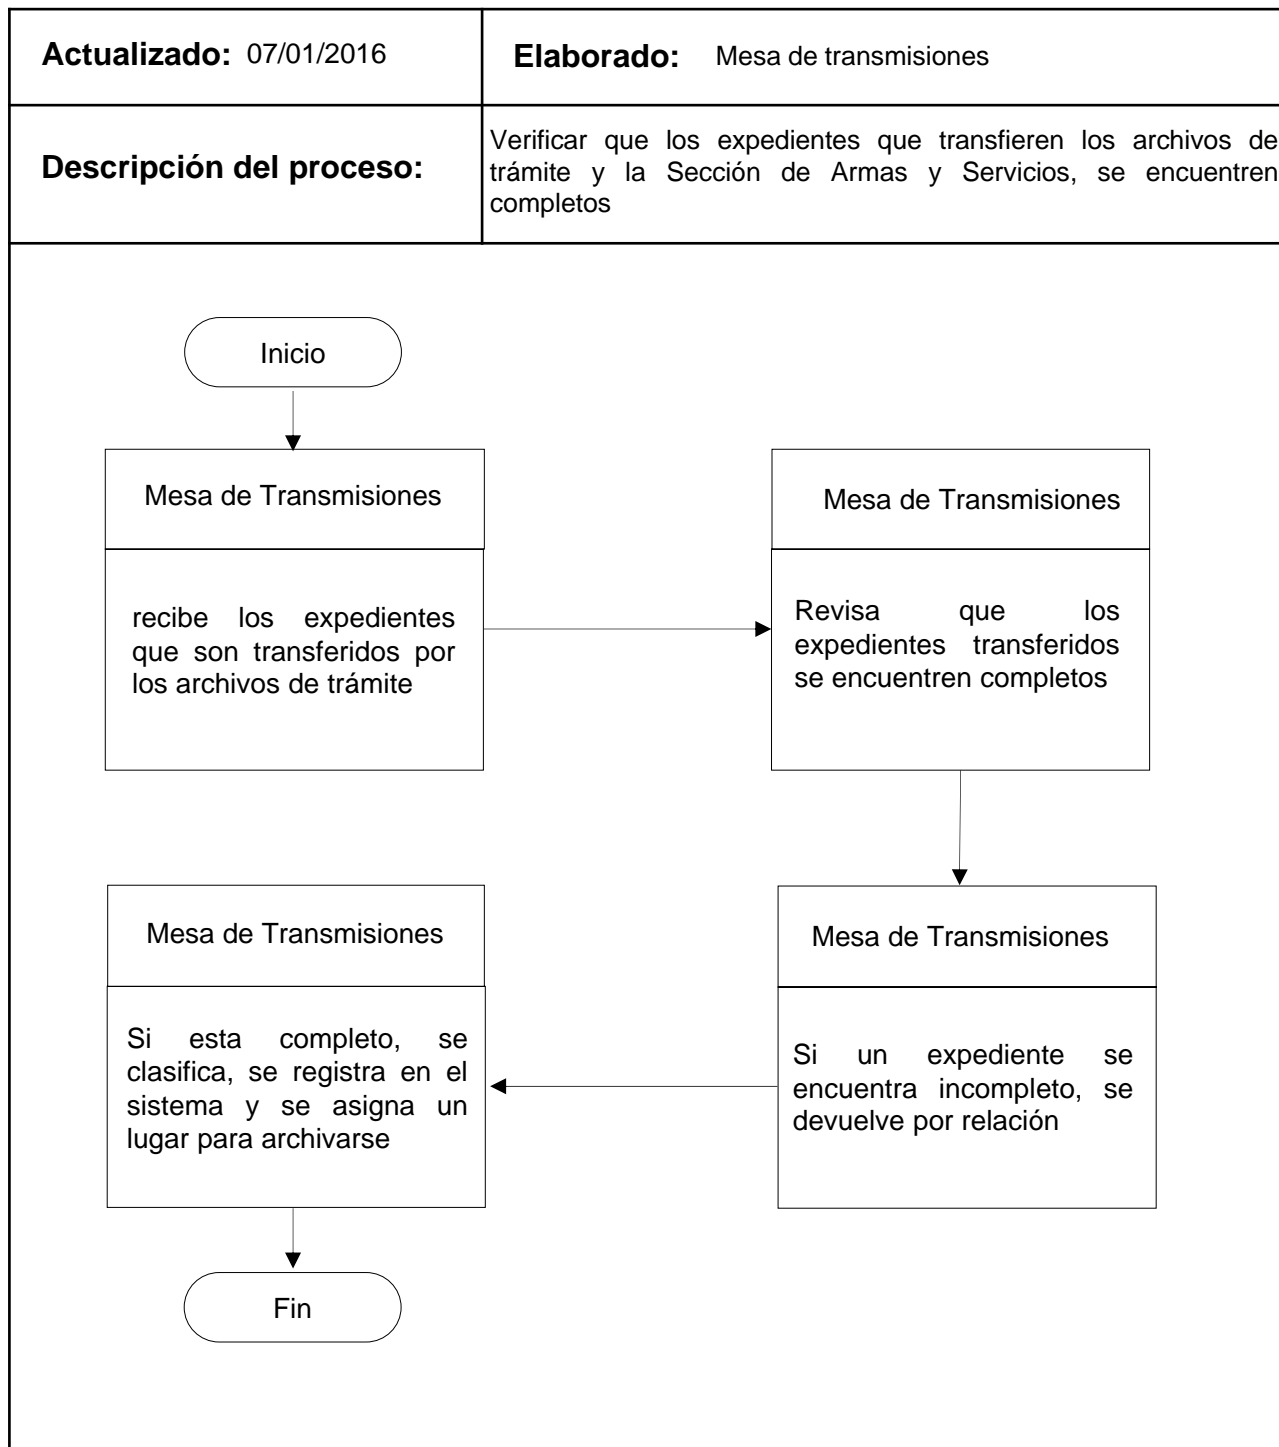 Actualizado: 07/01/2016
Elaborado: Mesa de transmisiones
Descripción del proceso:
Verificar que los expedientes que transfieren los archivos de
trámite y la Sección de Armas y Servicios, se encuentren
completos
Inicio
Mesa de Transmisiones
recibe los expedientes
que son transferidos por
los archivos de trámite
Mesa de Transmisiones
Revisa que los
expedientes transferidos
se encuentren completos
Mesa de Transmisiones
Si un expediente se
encuentra incompleto, se
devuelve por relación
Mesa de Transmisiones
Si esta completo, se
clasifica, se registra en el
sistema y se asigna un
lugar para archivarse
Fin